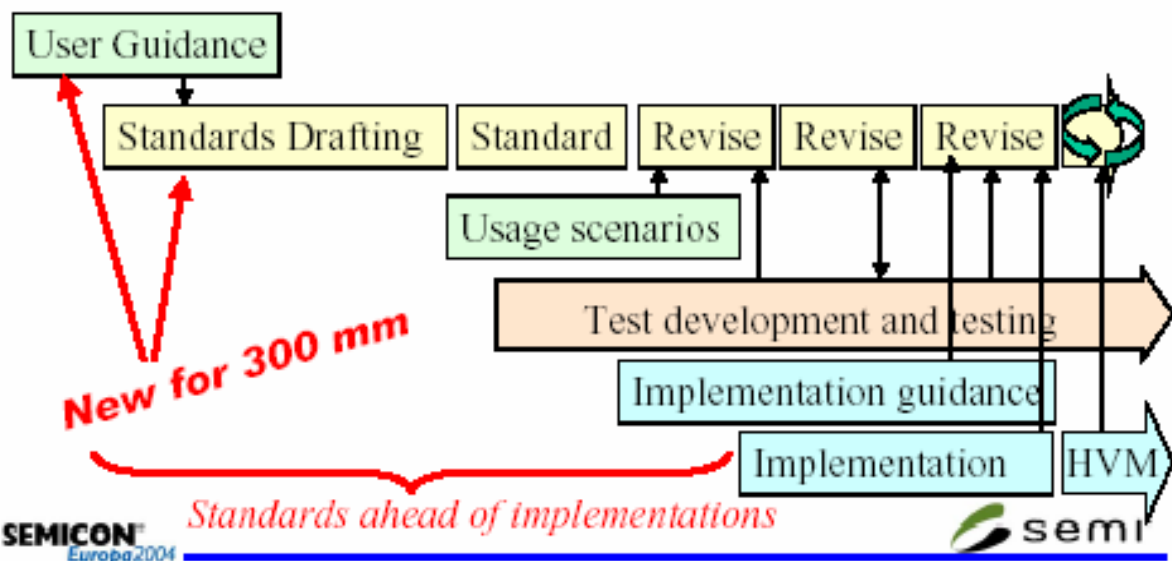 User Guidance
Standards Drafting
Standard
Revise
Revise
Revise
Usage scenarios
Test development and testing
New for 300 mm
Implementation guidance
Implementation
HVM
Standards ahead of implementations
SEMICON
Europa2004
semi